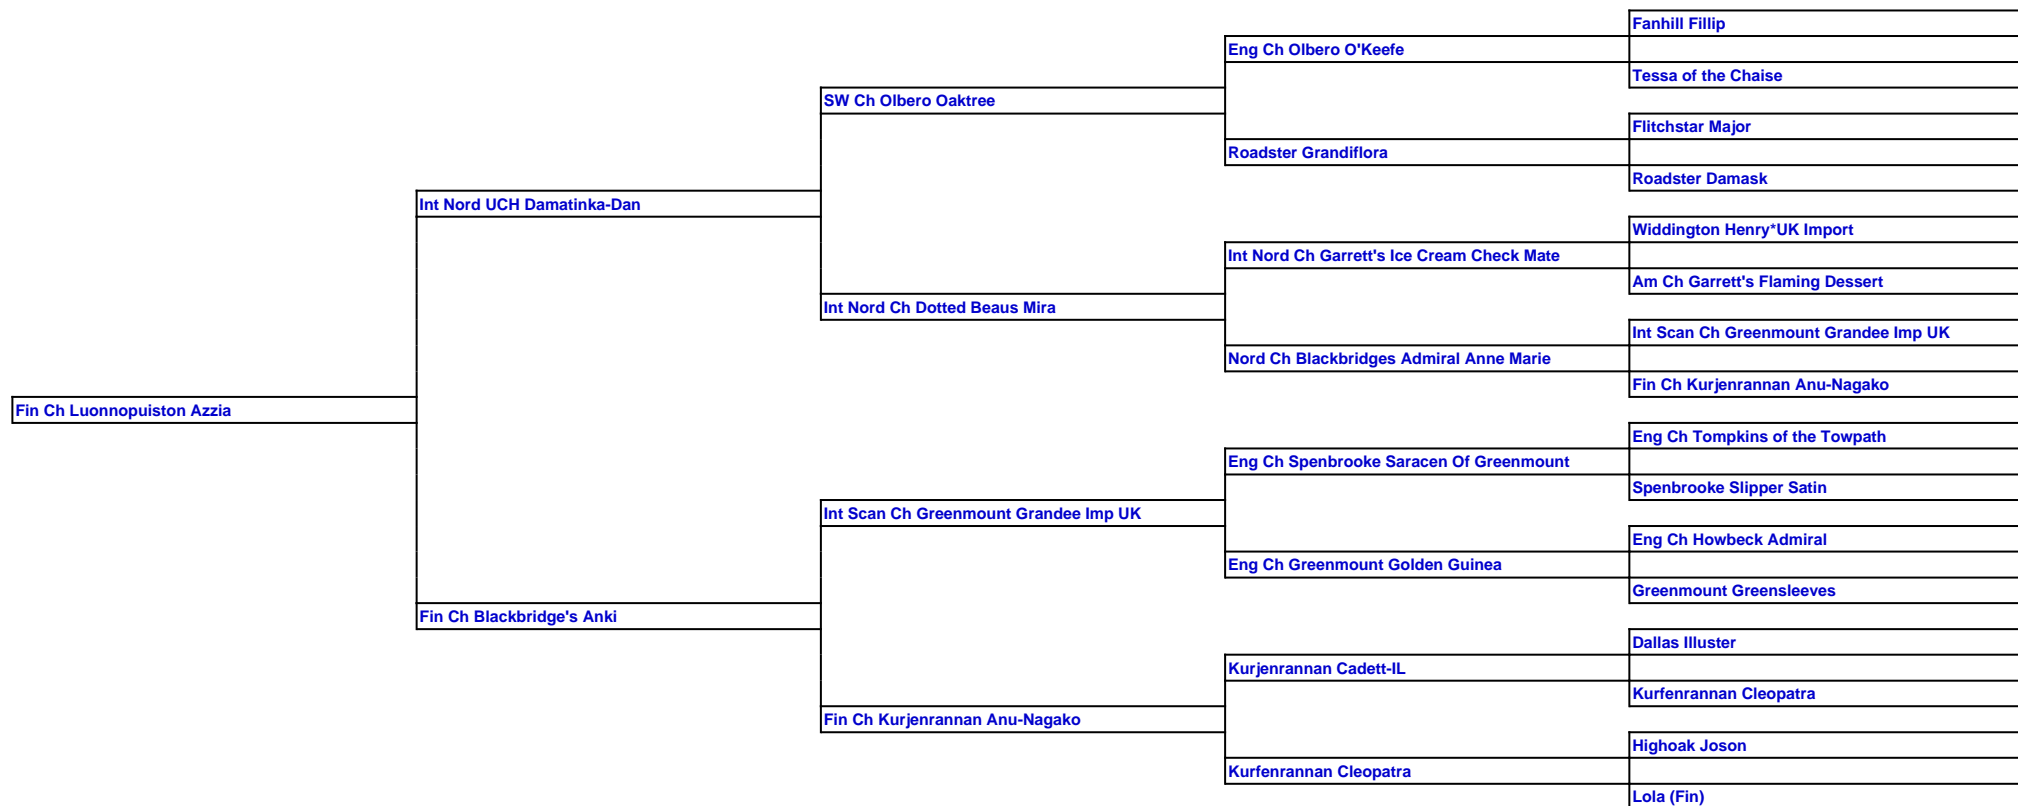 Fanhill Fillip
Eng Ch Olbero O'Keefe
Tessa of the Chaise
SW Ch Olbero Oaktree
Flitchstar Major
Roadster Grandiflora
Roadster Damask
Int Nord UCH Damatinka-Dan
Widdington Henry*UK Import
Int Nord Ch Garrett's Ice Cream Check Mate
Am Ch Garrett's Flaming Dessert
Int Nord Ch Dotted Beaus Mira
Int Scan Ch Greenmount Grandee Imp UK
Nord Ch Blackbridges Admiral Anne Marie
Fin Ch Kurjenrannan Anu-Nagako
Fin Ch Luonnopuiston Azzia
Eng Ch Tompkins of the Towpath
Eng Ch Spenbrooke Saracen Of Greenmount
Spenbrooke Slipper Satin
Int Scan Ch Greenmount Grandee Imp UK
Eng Ch Howbeck Admiral
Eng Ch Greenmount Golden Guinea
Greenmount Greensleeves
Fin Ch Blackbridge's Anki
Dallas Illuster
Kurjenrannan Cadett-IL
Kurfenrannan Cleopatra
Fin Ch Kurjenrannan Anu-Nagako
Highoak Joson
Kurfenrannan Cleopatra
Lola (Fin)